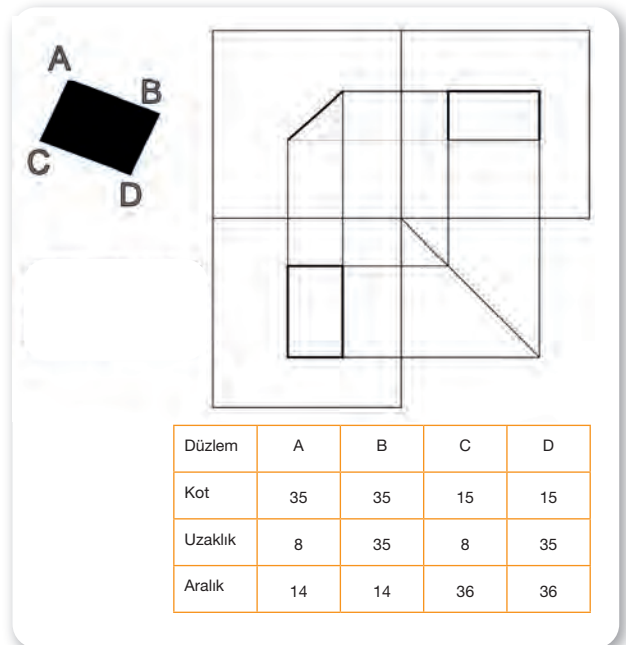 A
B
C
D
Düzlem A B C D
Kot 35 35 15 15
Uzaklık 8 35 8 35
Aralık 14 14 36 36